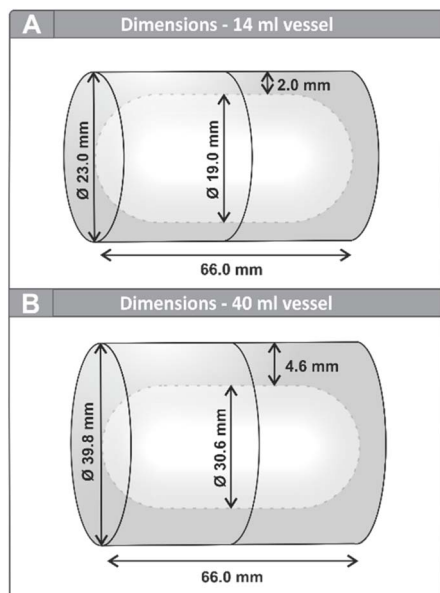 A Dimensions - 14 ml vessel
2.0 mm
Ø 23.0 mm
Ø 19.0 mm
66.0 mm
B Dimensions - 40 ml vessel
4.6 mm
Ø 39.8 mm
Ø 30.6 mm
66.0 mm